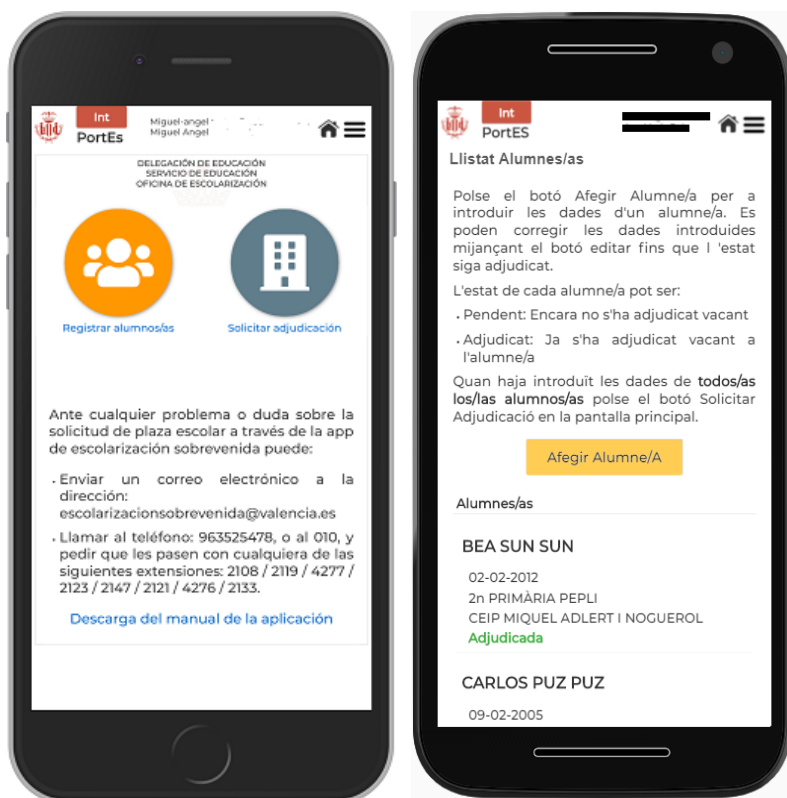 Int
PortEs
Miguel-angel
Miguel Angel
DELEGACIÓN DE EDUCACIÓN
SERVICIO DE EDUCACIÓN
OFICINA DE ESCOLARIZACIÓN
Registrar alumnos/as
Solicitar adjudicación
Ante cualquier problema o duda sobre la
solicitud de plaza escolar a través de la app
de escolarización sobrevenida puede:
• Enviar un correo electrónico a la
dirección:
escolarizacionsobrevenida@valencia.es
• Llamar al teléfono: 963525478, o al 010, y
pedir que les pasen con cualquiera de las
siguientes extensiones: 2108 / 2119 / 4277 /
2123 / 2147 / 2121 / 4276 / 2133.
Descarga del manual de la aplicación
Int
PortES
Llistat Alumnes/as
Polse el botó Afegir Alumne/a per a
introduir les dades d'un alumne/a. Es
poden corregir les dades introduides
mijançant el botó editar fins que l 'estat
siga adjudicat.
L'estat de cada alumne/a pot ser:
• Pendent: Encara no s'ha adjudicat vacant
• Adjudicat: Ja s'ha adjudicat vacant a
l'alumne/a
Quan haja introduït les dades de todos/as
los/las alumnos/as polse el botó Solicitar
Adjudicació en la pantalla principal.
Afegir Alumne/A
Alumnes/as
BEA SUN SUN
02-02-2012
2n PRIMÀRIA PEPLI
CEIP MIQUEL ADLERT I NOGUEROL
Adjudicada
CARLOS PUZ PUZ
09-02-2005